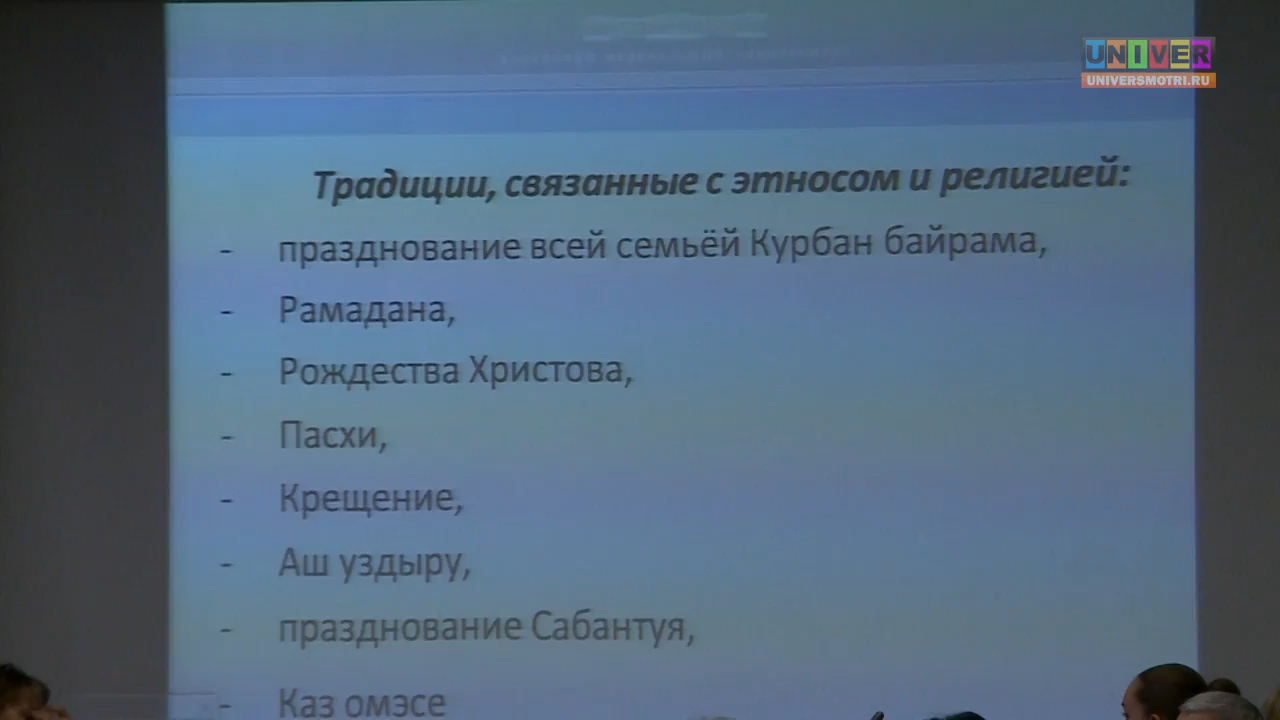 UNIVER
UNIVERSMOTRI.RU
Традиции, связанные с этносом и религией:
- празднование всей семьёй Курбан байрама,
- Рамадана,
- Рождества Христова,
- Пасхи,
- Крещение,
- Аш уздыру,
- празднование Сабантуя,
- Каз омэсе